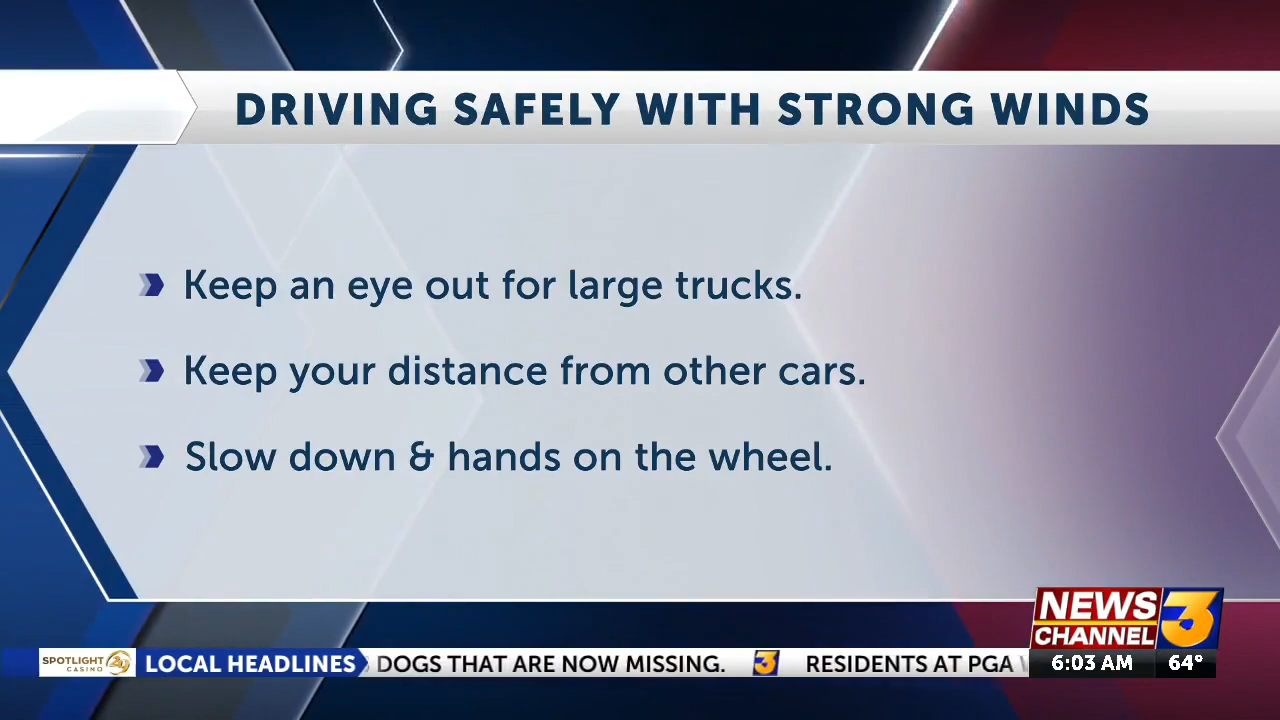 DRIVING SAFELY WITH STRONG WINDS
Keep an eye out for large trucks.
Keep your distance from other cars.
Slow down & hands on the wheel.
NEWS
CHANNEL 3
SPOTLIGHT 29
CASINO
LOCAL HEADLINES DOGS THAT ARE NOW MISSING. 3 RESIDENTS AT PGA
6:03 AM 64°